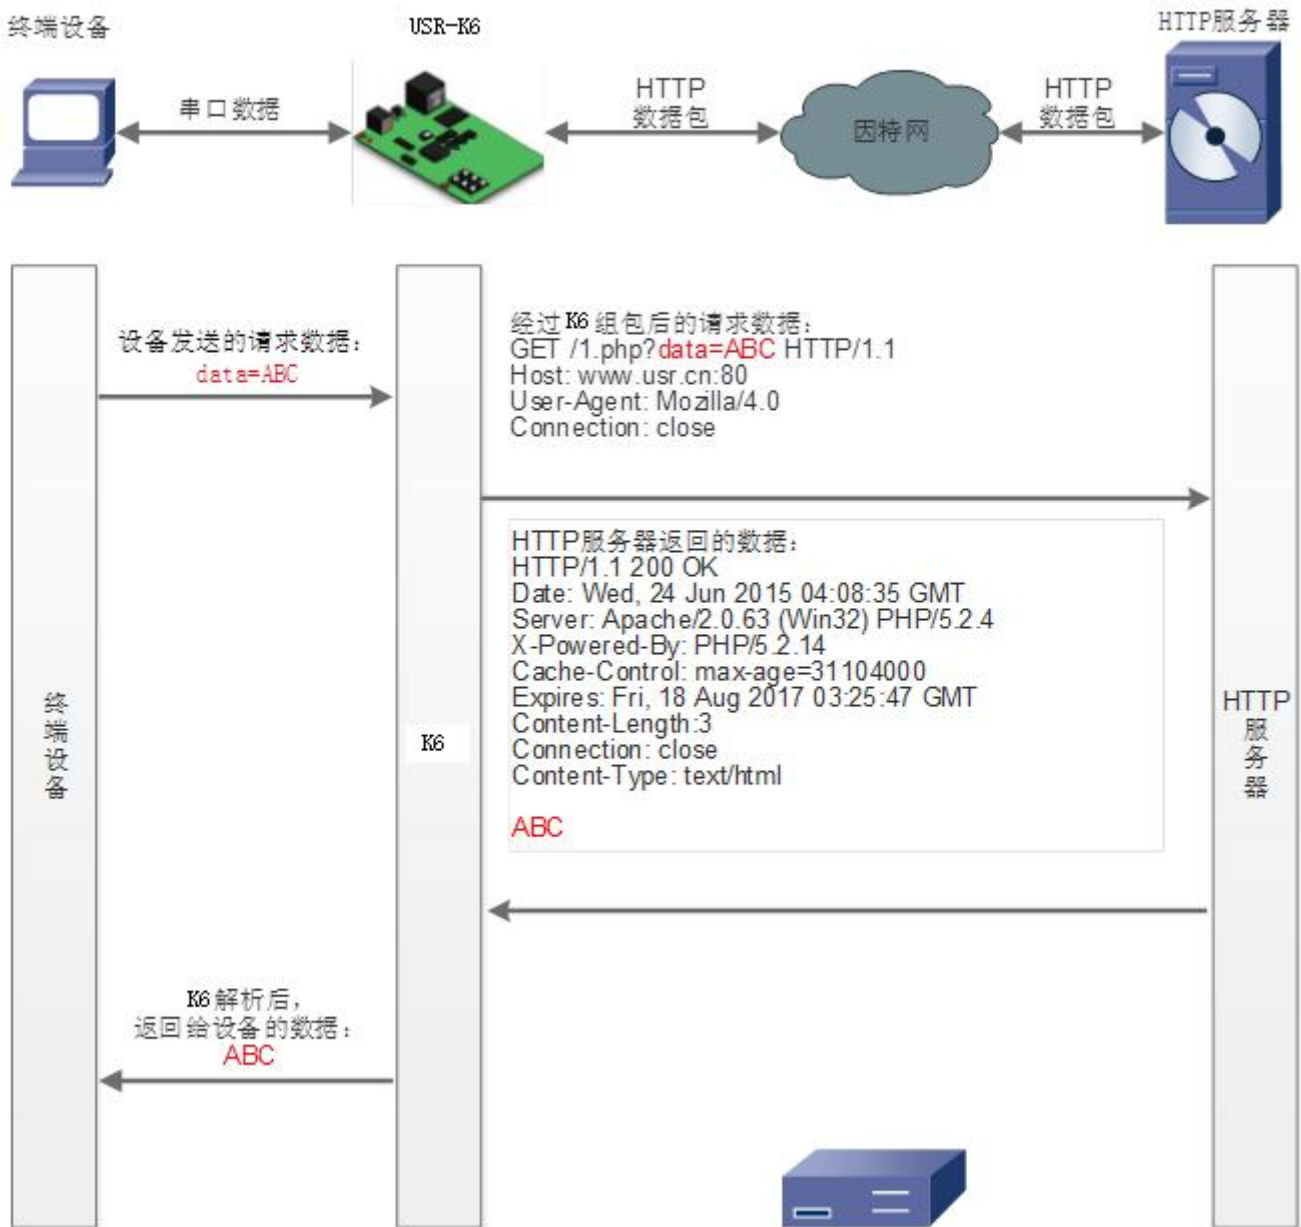 终端设备
USR-K6
HTTP服务器
串口数据
HTTP
数据包
因特网
HTTP
数据包
设备发送的请求数据：
data=ABC
经过K6组包后的请求数据：
GET /1.php?data=ABC HTTP/1.1
Host: www.usr.cn:80
User-Agent: Mozilla/4.0
Connection: close
HTTP服务器返回的数据：
HTTP/1.1 200 OK
Date: Wed, 24 Jun 2015 04:08:35 GMT
Server: Apache/2.0.63 (Win32) PHP/5.2.4
X-Powered-By: PHP/5.2.14
Cache-Control: max-age=31104000
Expires: Fri, 18 Aug 2017 03:25:47 GMT
Content-Length:3
Connection: close
Content-Type: text/html
ABC
终端设备
K6
HTTP
服务器
K6解析后，
返回给设备的数据：
ABC